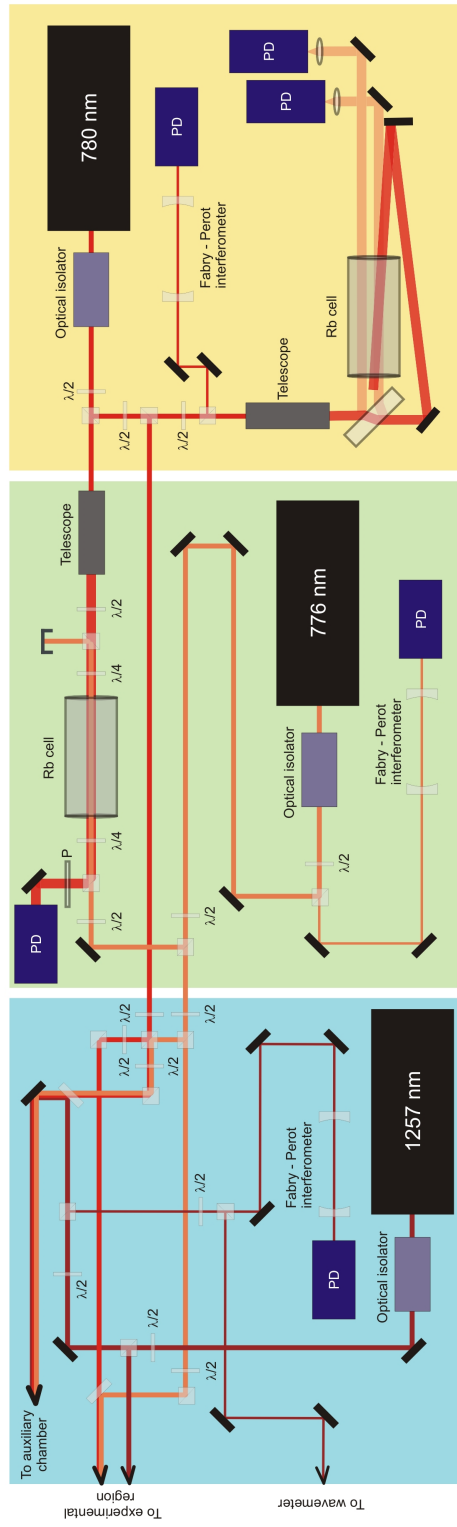 780 nm
PD
PD
PD
Optical isolator
Fabry - Perot
interferometer
Rb cell
λ/2
λ/2
λ/2
Telescope
Telescope
λ/2
λ/4
Rb cell
λ/4
P
PD
λ/2
776 nm
PD
Optical isolator
Fabry - Perot
interferometer
λ/2
λ/2
λ/2
λ/2
λ/2
λ/2
λ/2
1257 nm
Fabry - Perot
interferometer
λ/2
PD
Optical isolator
λ/2
λ/2
λ/2
To auxiliary
chamber
To experimental
region
To wavemeter